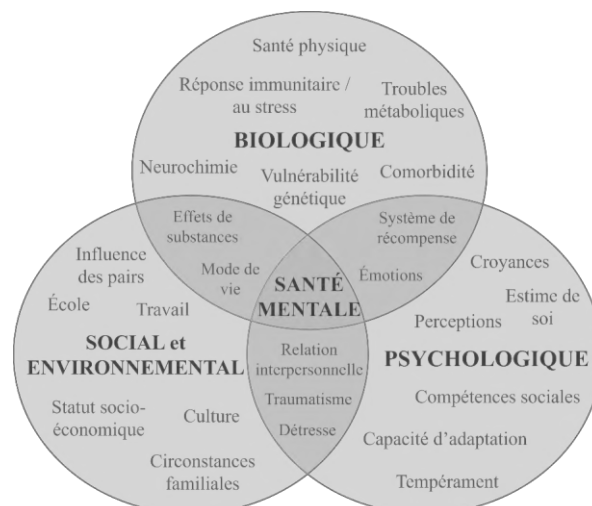 Santé physique
Réponse immunitaire /
au stress
Troubles
métaboliques
BIOLOGIQUE
Neurochimie
Vulnérabilité
génétique
Comorbidité
Effets de
substances
Système de
récompense
Mode de
vie
Émotions
SANTÉ
MENTALE
Influence
des pairs
École
Travail
SOCIAL et
ENVIRONNEMENTAL
Statut socio-
économique
Culture
Circonstances
familiales
Relation
interpersonnelle
Traumatisme
Détresse
Croyances
Estime de
soi
Perceptions
PSYCHOLOGIQUE
Compétences sociales
Capacité d’adaptation
Tempérament